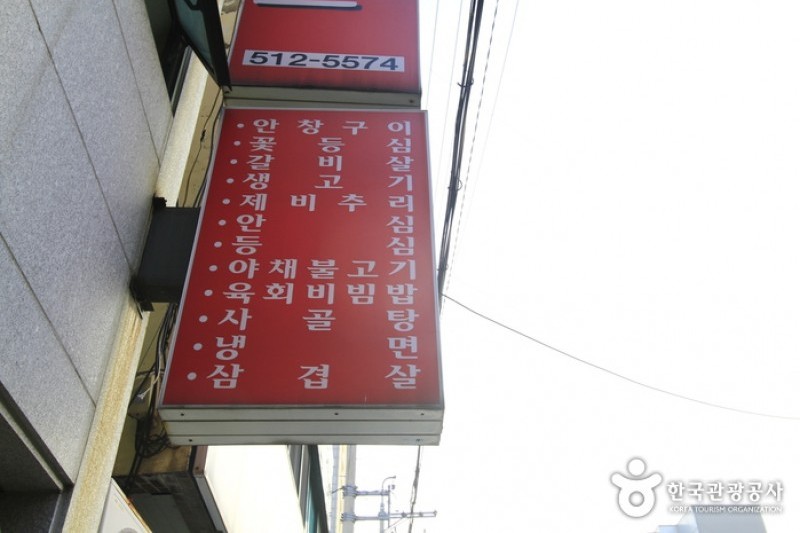 512-5574
·안창구이
·꽃등심
·갈비살
·생고기
·제비추리
·안심
·등심
·야채불고기
·육회비빔밥
·사골탕
·냉면
·삼겹살
한국관광공사
KOREA TOURISM ORGANIZATION